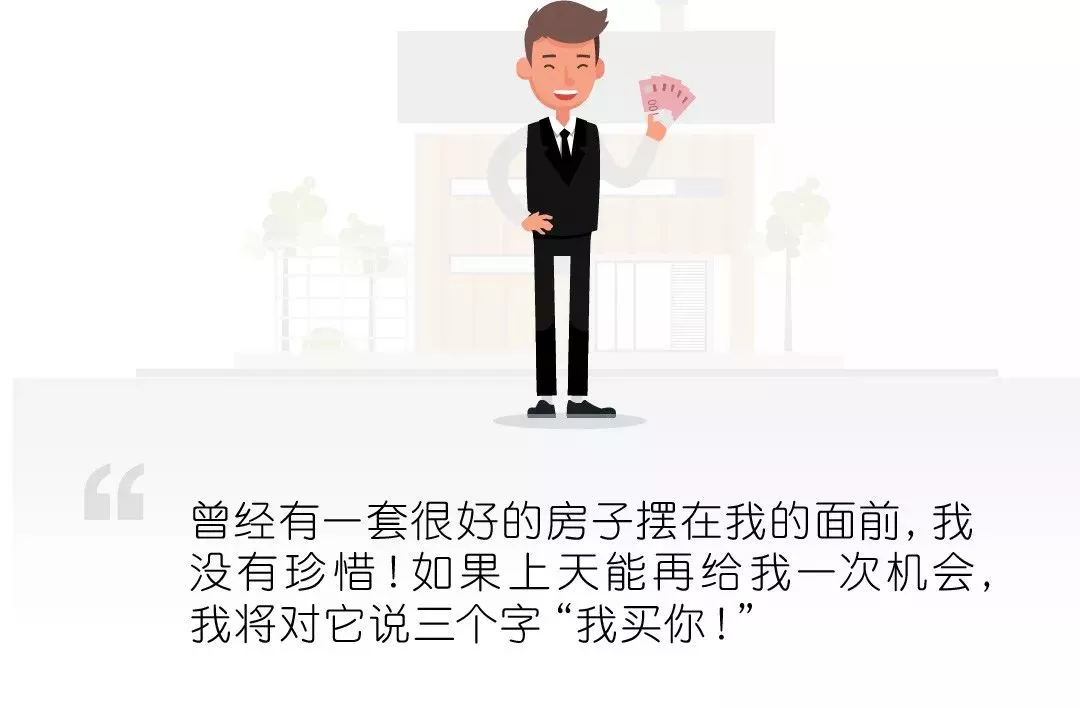 曾经有一套很好的房子摆在我的面前，我
没有珍惜！如果上天能再给我一次机会，
我将对它说三个字“我买你！”